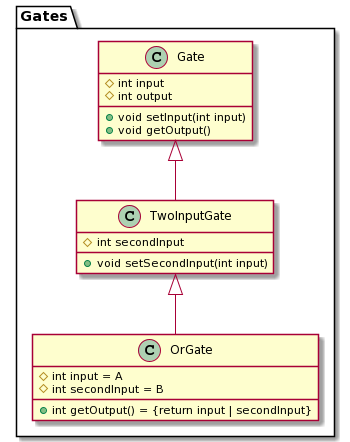 Gates
C Gate
int input
int output
void setInput(int input)
void getOutput()
C TwoInputGate
int secondInput
void setSecondInput(int input)
C OrGate
int input = A
int secondInput = B
int getOutput() = {return input | secondInput}